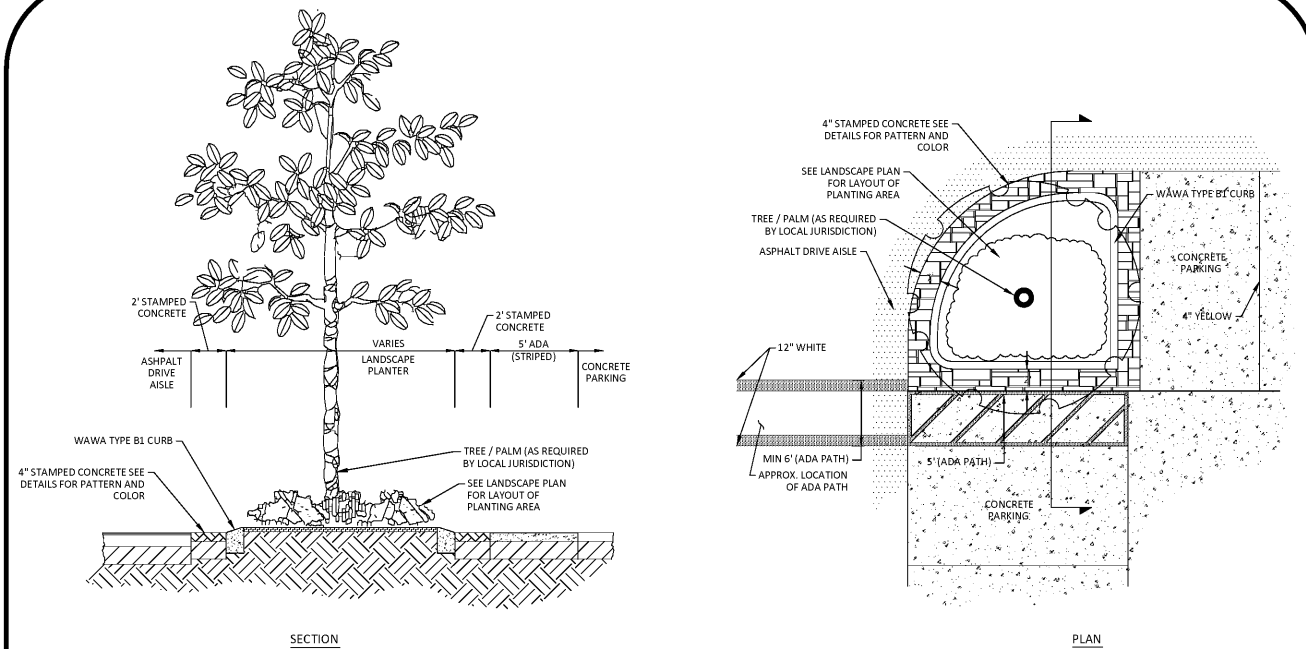 2' STAMPED
CONCRETE
2' STAMPED
CONCRETE
VARIES
5' ADA
(STRIPED)
ASHPALT
DRIVE
AISLE
LANDSCAPE
PLANTER
CONCRETE
PARKING
WAWA TYPE B1 CURB
4" STAMPED CONCRETE SEE
DETAILS FOR PATTERN AND
COLOR
TREE / PALM (AS REQUIRED
BY LOCAL JURISDICTION)
SEE LANDSCAPE PLAN
FOR LAYOUT OF
PLANTING AREA
SECTION
4" STAMPED CONCRETE SEE
DETAILS FOR PATTERN AND
COLOR
SEE LANDSCAPE PLAN
FOR LAYOUT OF
PLANTING AREA
WAWA TYPE B1 CURB
TREE / PALM (AS REQUIRED
BY LOCAL JURISDICTION)
ASPHALT DRIVE AISLE
CONCRETE
PARKING
4" YELLOW
12" WHITE
MIN 6' (ADA PATH)
5' (ADA PATH)
APPROX. LOCATION
OF ADA PATH
CONCRETE
PARKING
PLAN